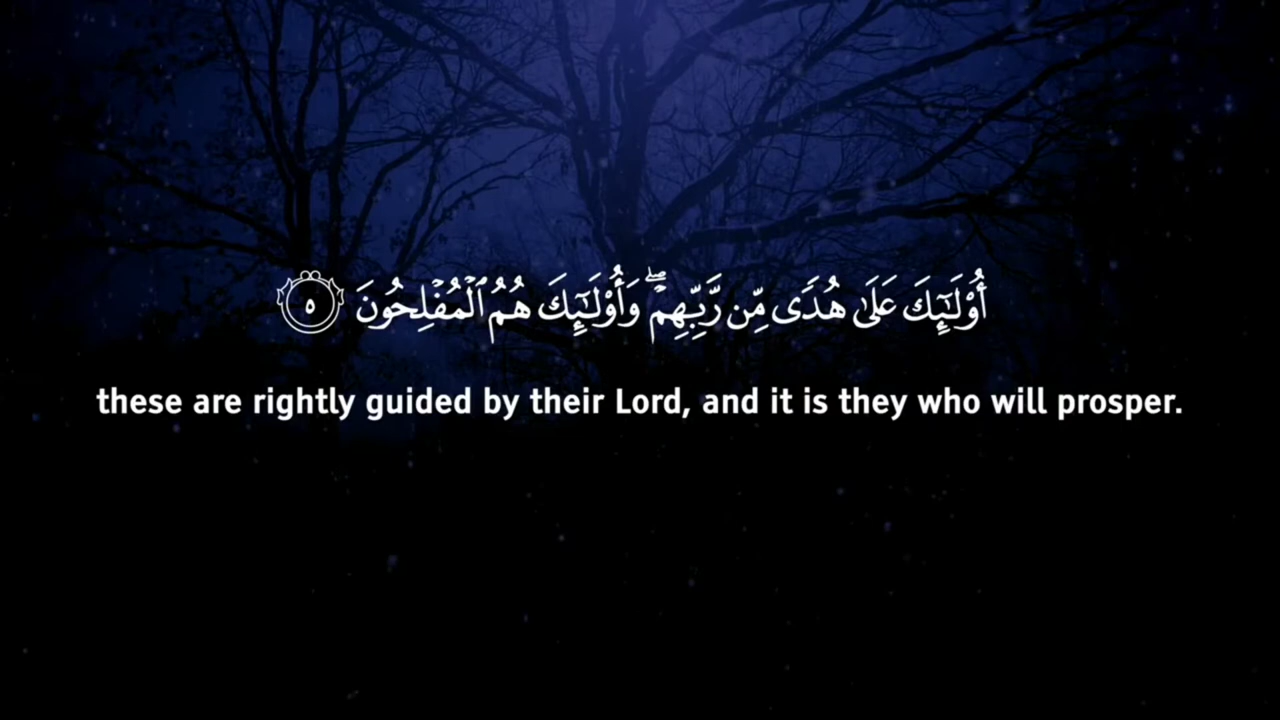 أُو۟لَـٰٓئِكَ عَلَىٰ هُدًى مِّن رَّبِّهِمْ ۖ وَأُو۟لَـٰٓئِكَ هُمُ ٱلْمُفْلِحُونَ ٥
these are rightly guided by their Lord, and it is they who will prosper.